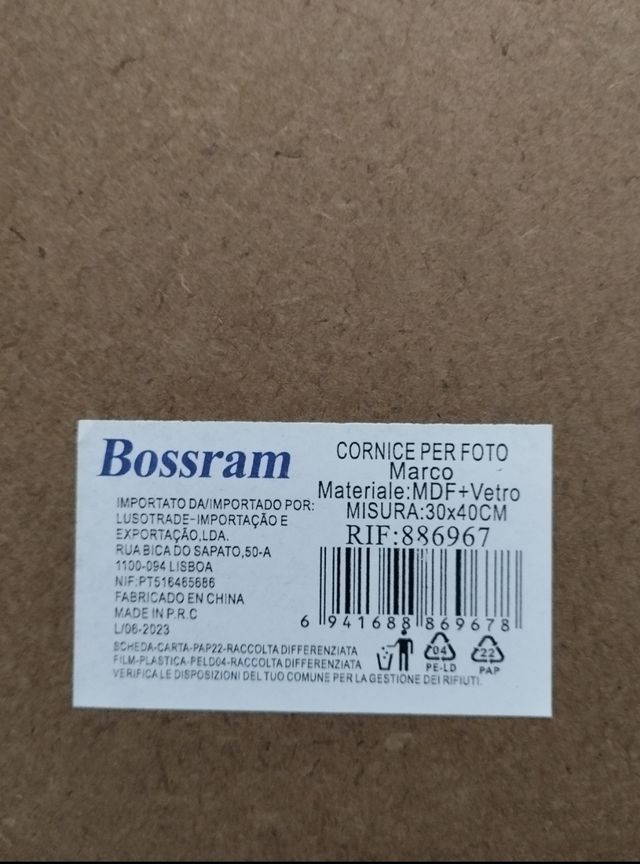 Bossram
CORNICE PER FOTO
Marco
Materiale:MDF+Vetro
MISURA:30x40CM
RIF:886967
IMPORTATO DA/IMPORTADO POR:
LUSOTRADE-IMPORTAÇÃO E
EXPORTAÇÃO,LDA.
RUA BICA DO SAPATO,50-A
1100-094 LISBOA
NIF:PT516465686
FABRICADO EN CHINA
MADE IN P.R.C
L/06-2023
6 941688 869678
04
PE-LD
22
PAP
SCHEDA-CARTA-PAP22-RACCOLTA DIFFERENZIATA
FILM-PLASTICA-PELD04-RACCOLTA DIFFERENZIATA
VERIFICA LE DISPOSIZIONI DEL TUO COMUNE PER LA GESTIONE DEI RIFIUTI.